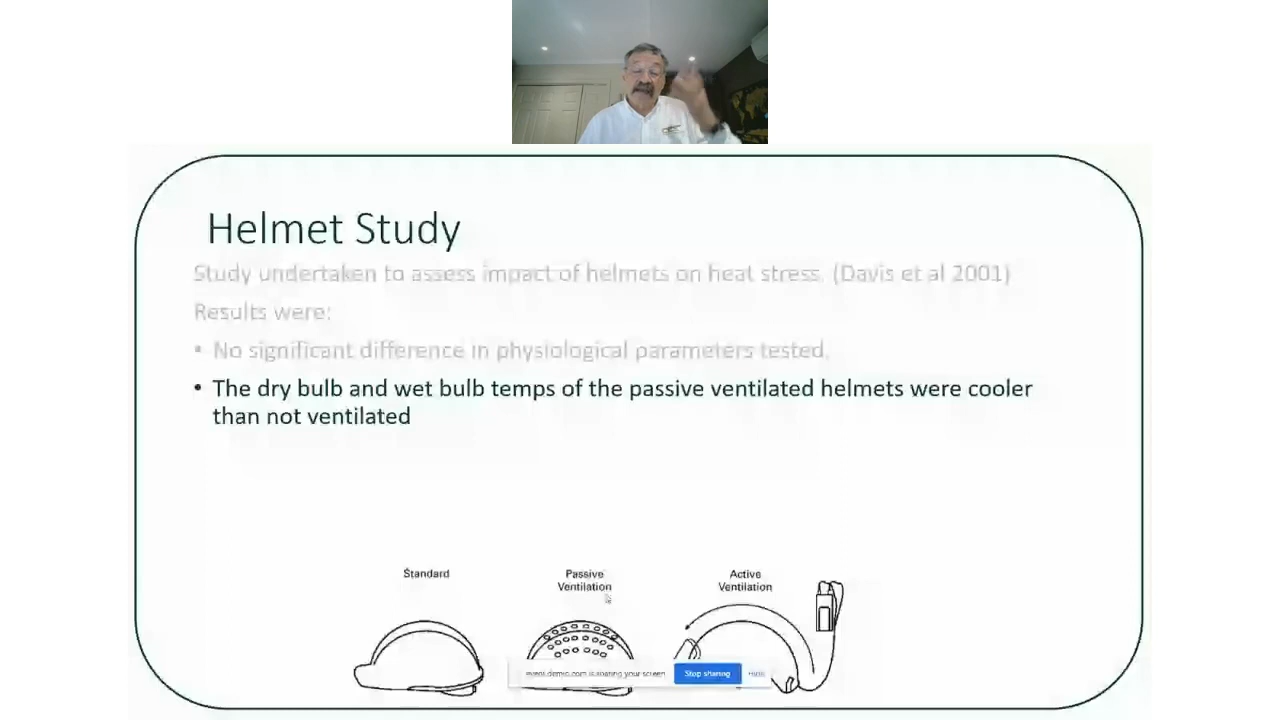 Helmet Study
Study undertaken to assess impact of helmets on heat stress. (Davis et al 2001)
Results were:
• No significant difference in physiological parameters tested.
• The dry bulb and wet bulb temps of the passive ventilated helmets were cooler
than not ventilated
Standard
Passive
Ventilation
Active
Ventilation
is sharing your screen
Stop sharing
Hide